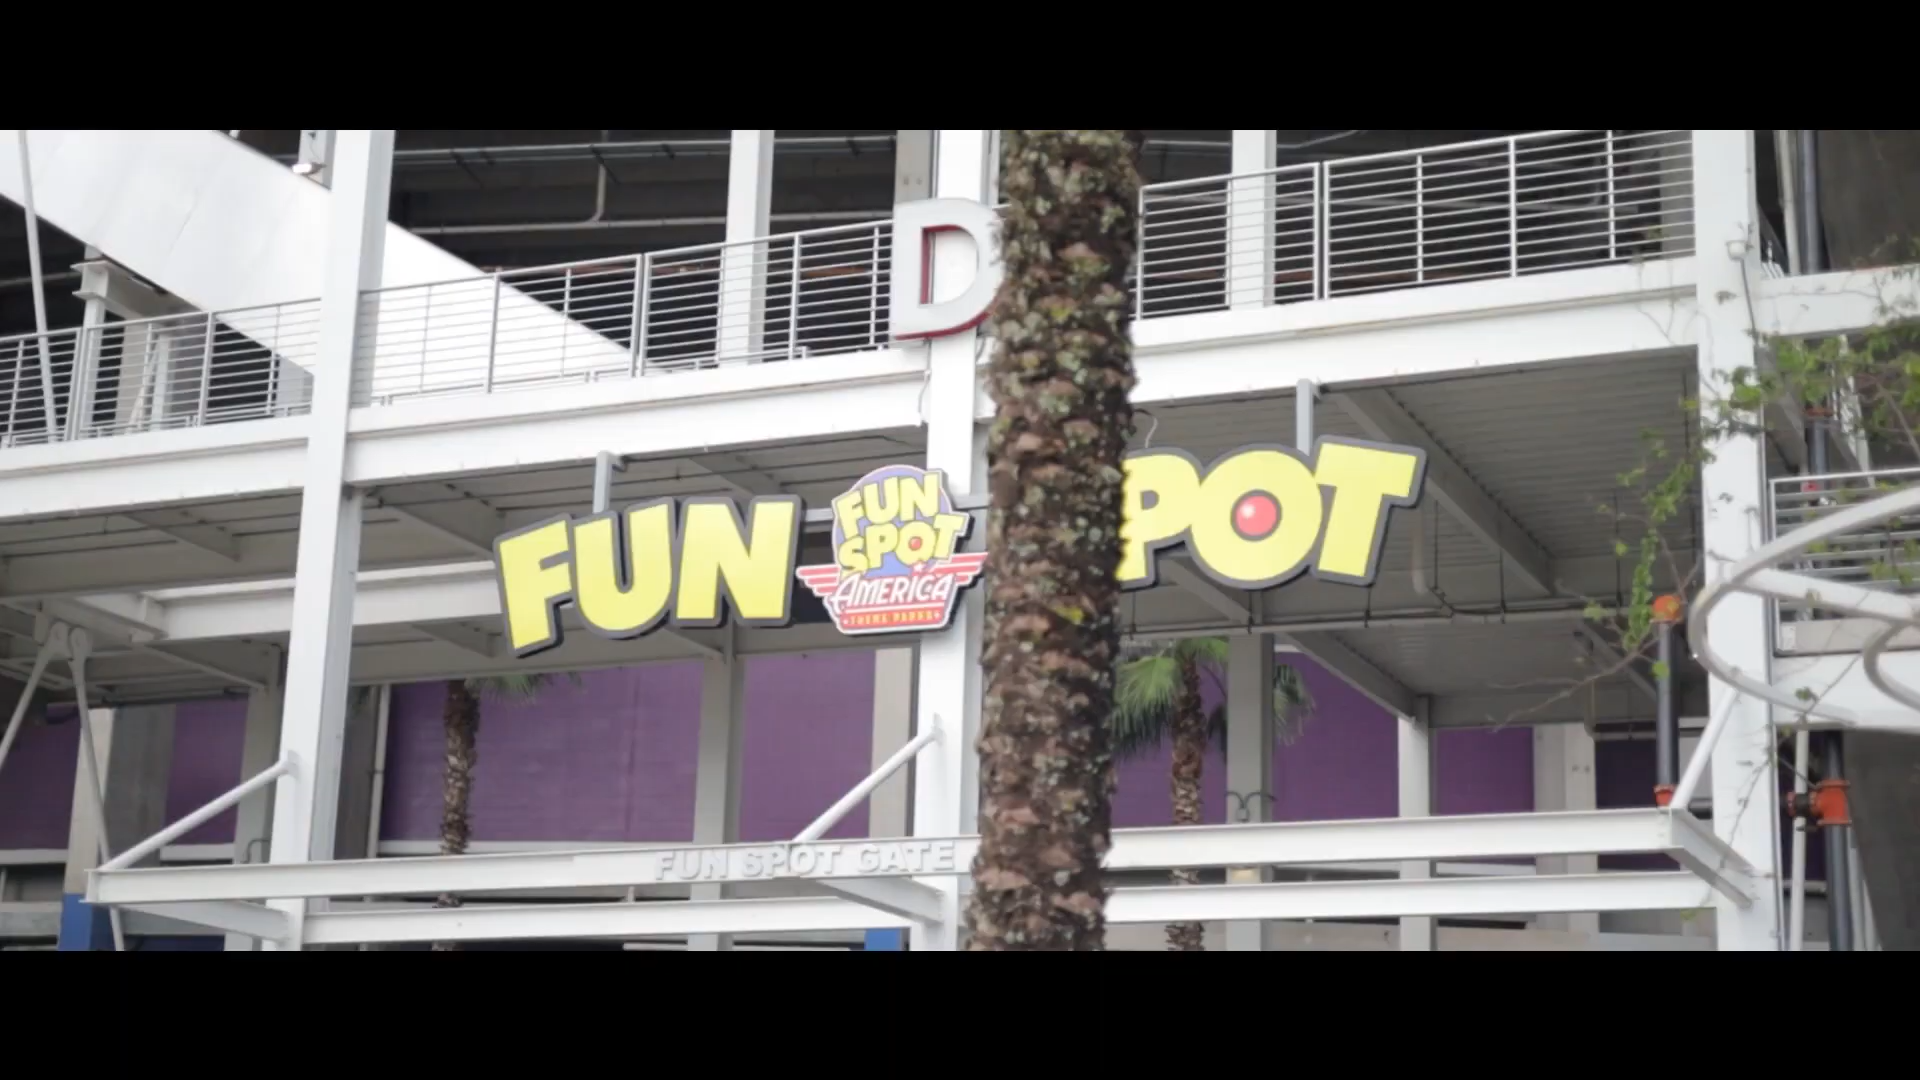 D
FUN
FUN
SPOT
AMERICA
THEME PARKS
POT
FUN SPOT GATE